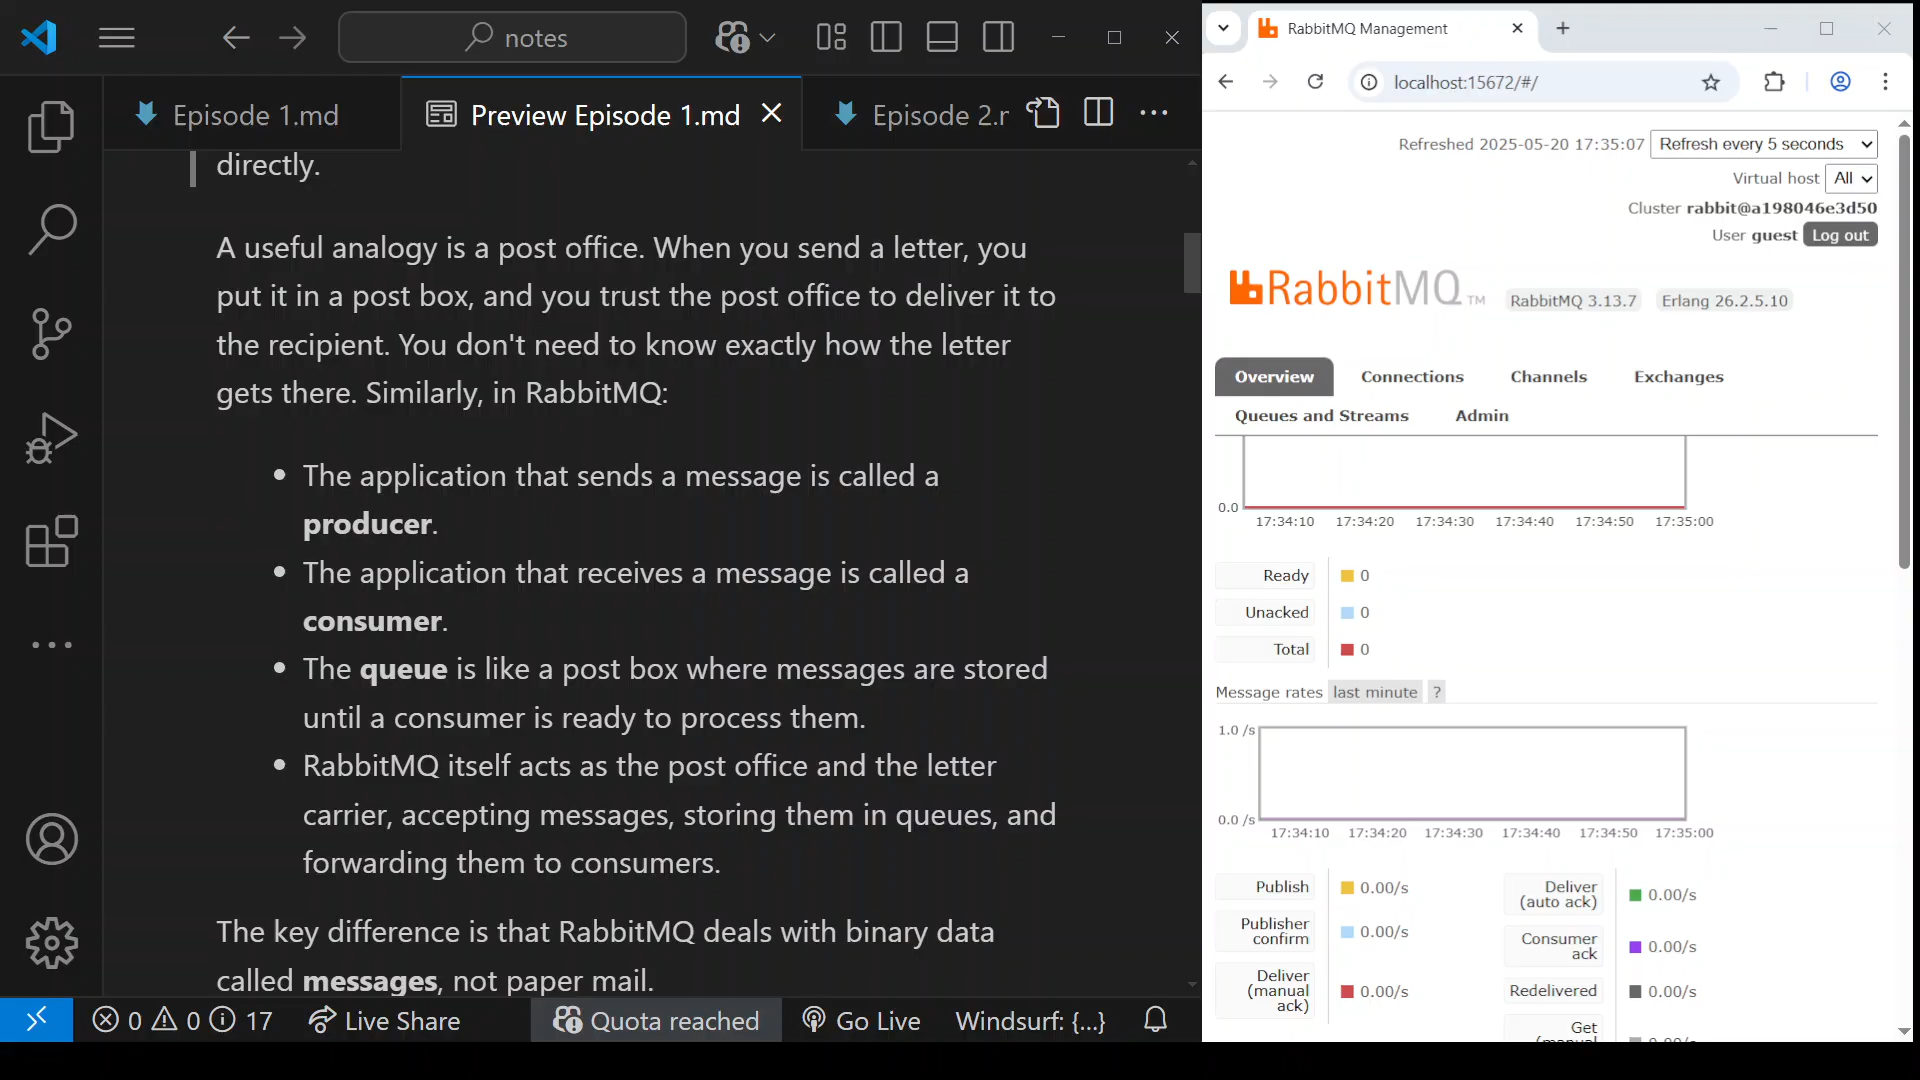 notes
Episode 1.md
Preview Episode 1.md
Episode 2.r
directly.
A useful analogy is a post office. When you send a letter, you
put it in a post box, and you trust the post office to deliver it to
the recipient. You don't need to know exactly how the letter
gets there. Similarly, in RabbitMQ:
• The application that sends a message is called a
producer.
• The application that receives a message is called a
consumer.
• The queue is like a post box where messages are stored
until a consumer is ready to process them.
• RabbitMQ itself acts as the post office and the letter
carrier, accepting messages, storing them in queues, and
forwarding them to consumers.
The key difference is that RabbitMQ deals with binary data
called messages, not paper mail.
0 0 17 Live Share Quota reached Go Live Windsurf: {...}
RabbitMQ Management
localhost:15672/#/
Refreshed 2025-05-20 17:35:07 Refresh every 5 seconds
Virtual host All
Cluster rabbit@a198046e3d50
User guest Log out
RabbitMQ TM RabbitMQ 3.13.7 Erlang 26.2.5.10
Overview Connections Channels Exchanges
Queues and Streams Admin
0.0
17:34:10 17:34:20 17:34:30 17:34:40 17:34:50 17:35:00
Ready 0
Unacked 0
Total 0
Message rates last minute ?
1.0 /s
0.0 /s
17:34:10 17:34:20 17:34:30 17:34:40 17:34:50 17:35:00
Publish 0.00/s
Publisher
confirm 0.00/s
Deliver
(manual
ack) 0.00/s
Deliver
(auto ack) 0.00/s
Consumer
ack 0.00/s
Redelivered 0.00/s
Get